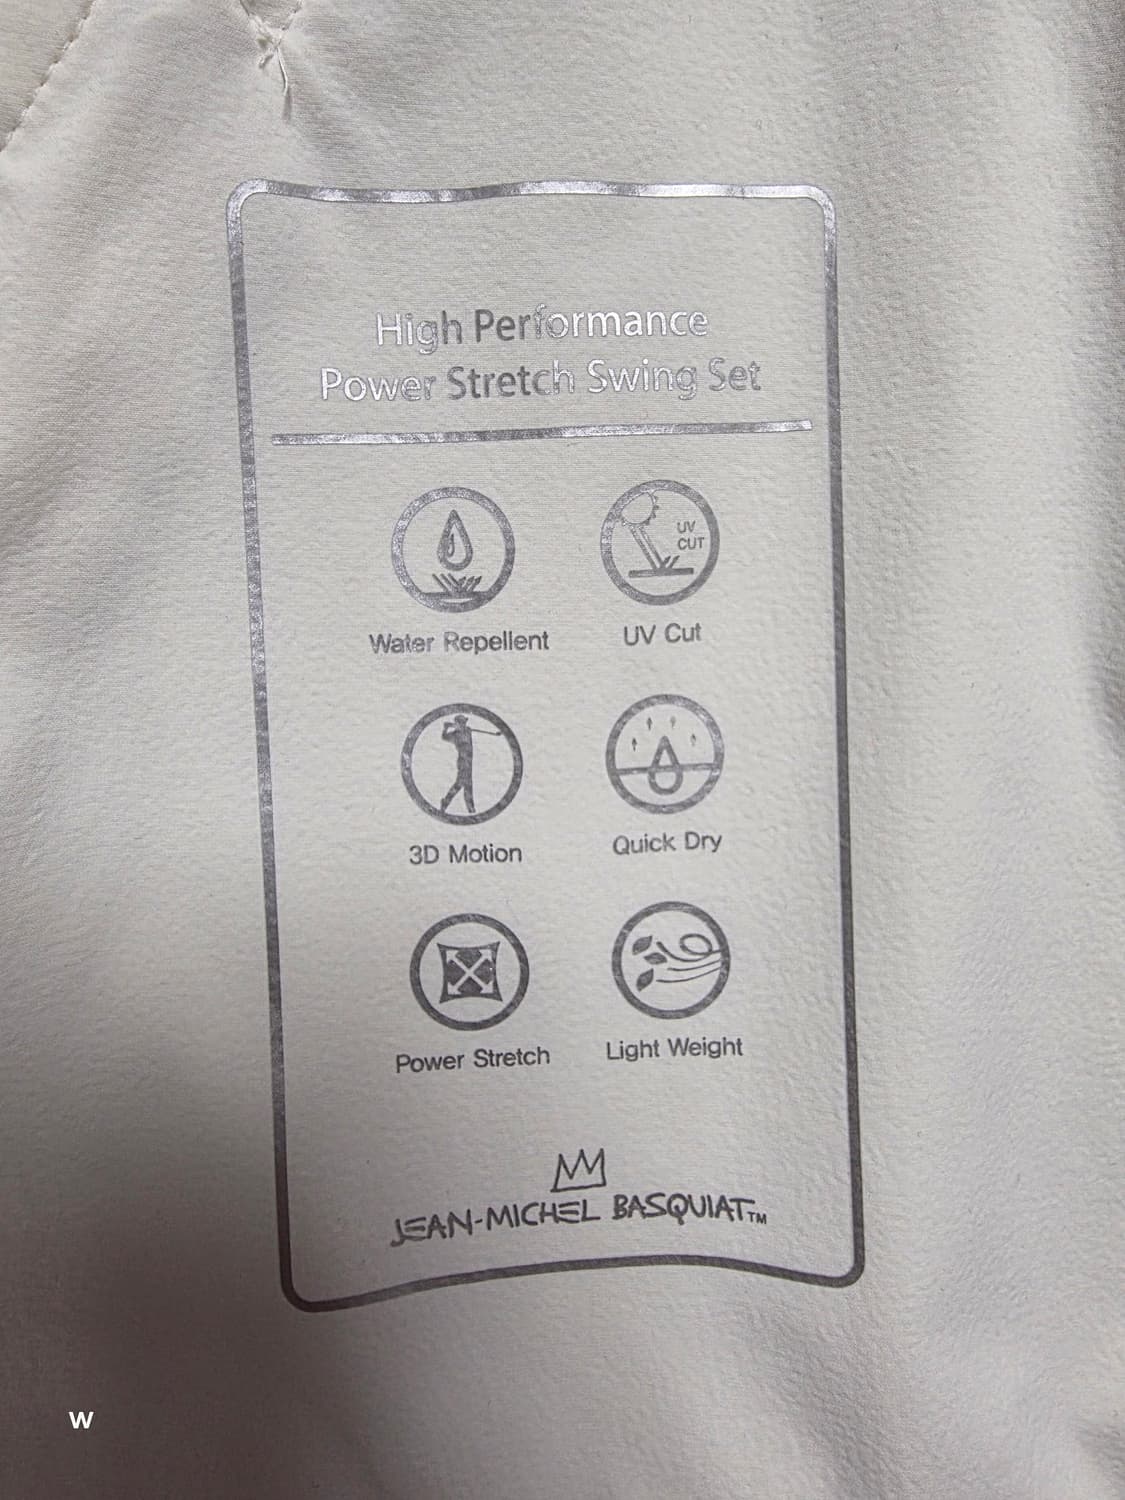 High Performance
Power Stretch Swing Set
UV
CUT
Water Repellent
UV Cut
3D Motion
Quick Dry
Power Stretch
Light Weight
JEAN-MICHEL BASQUIAT™
W